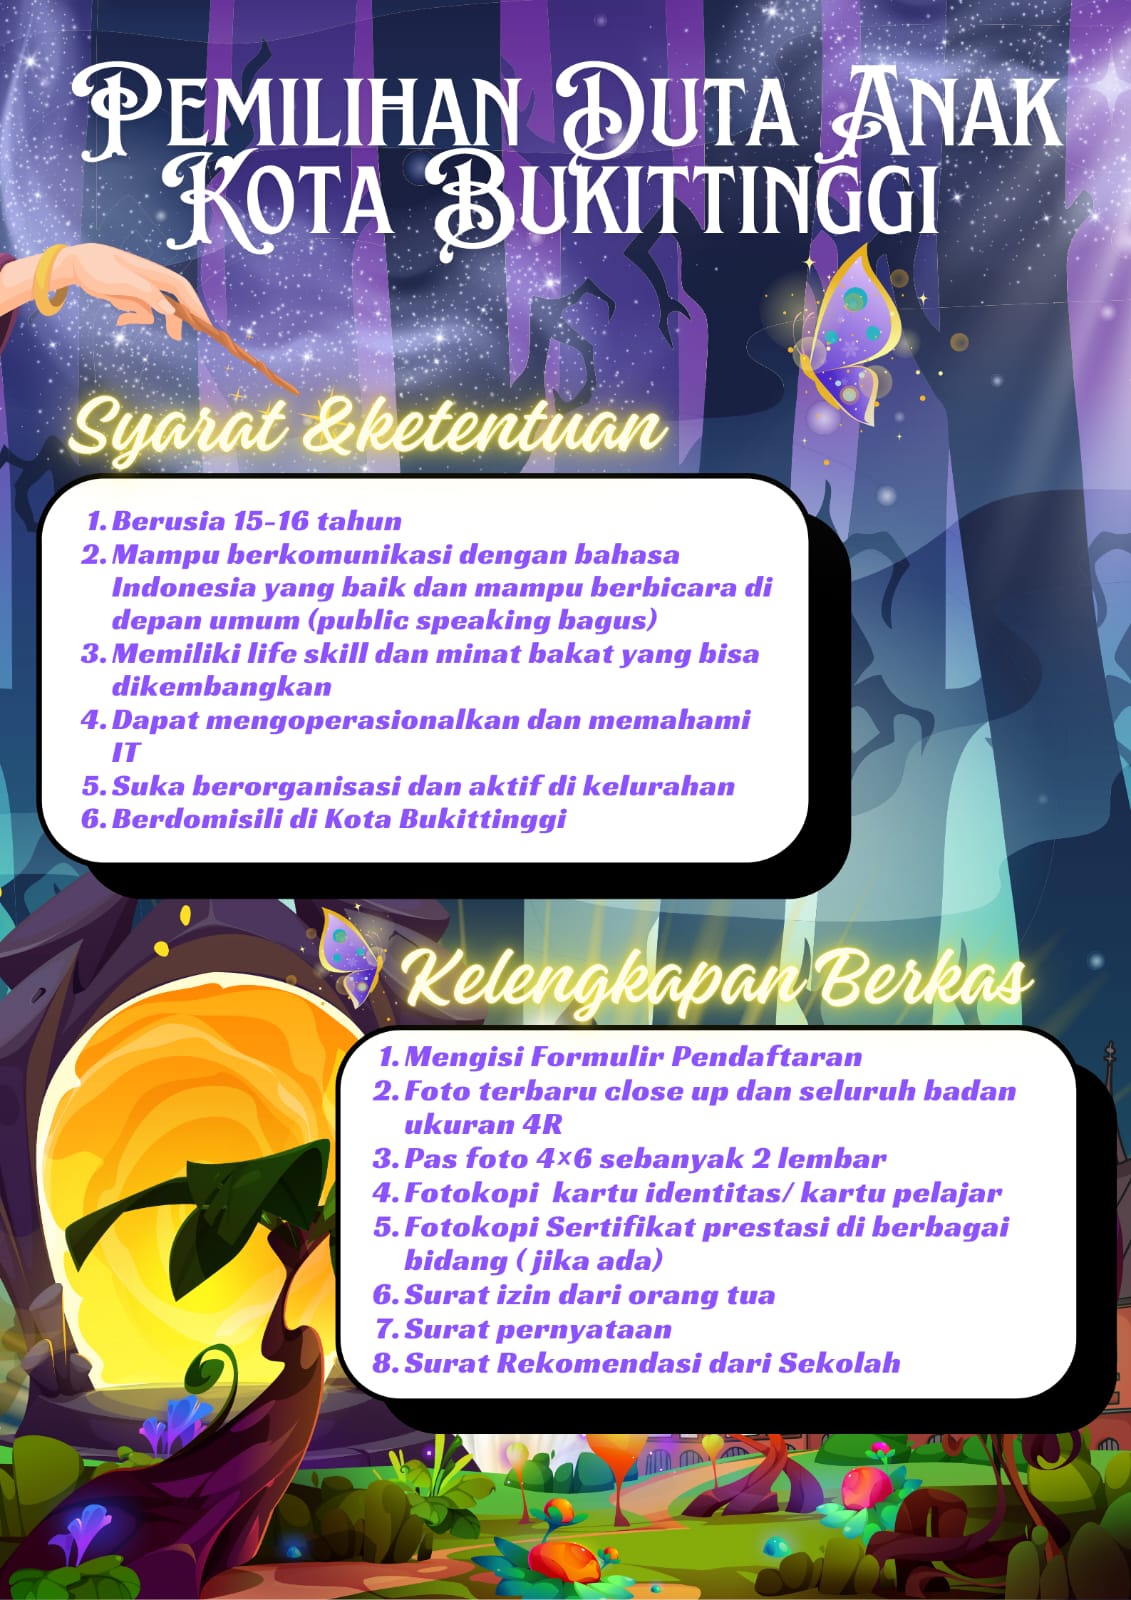 Pemilihan Duta Anak
Kota Bukittinggi
Syarat &ketentuan
1. Berusia 15-16 tahun
2. Mampu berkomunikasi dengan bahasa
Indonesia yang baik dan mampu berbicara di
depan umum (public speaking bagus)
3. Memiliki life skill dan minat bakat yang bisa
dikembangkan
4. Dapat mengoperasionalkan dan memahami
IT
5. Suka berorganisasi dan aktif di kelurahan
6. Berdomisili di Kota Bukittinggi
Kelengkapan Berkas
1. Mengisi Formulir Pendaftaran
2. Foto terbaru close up dan seluruh badan
ukuran 4R
3. Pas foto 4×6 sebanyak 2 lembar
4. Fotokopi  kartu identitas/ kartu pelajar
5. Fotokopi Sertifikat prestasi di berbagai
bidang ( jika ada)
6. Surat izin dari orang tua
7. Surat pernyataan
8. Surat Rekomendasi dari Sekolah